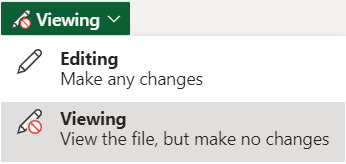 Viewing
Editing
Make any changes
Viewing
View the file, but make no changes